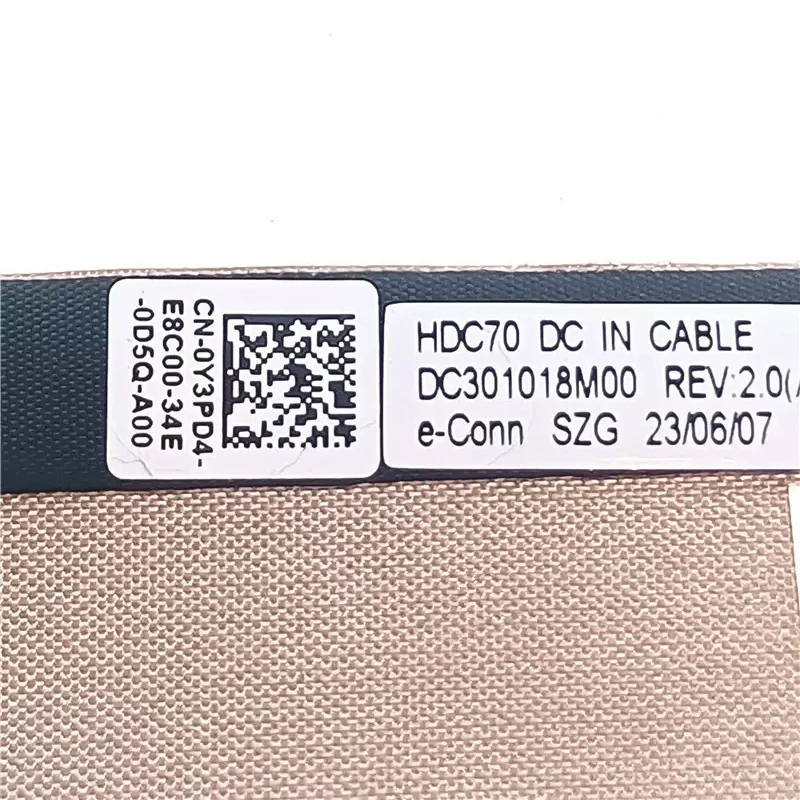 CN-0Y3PD4-
E8C00-34E
-0D5Q-A00
HDC70 DC IN CABLE
DC301018M00 REV:2.0(
e-Conn SZG 23/06/07